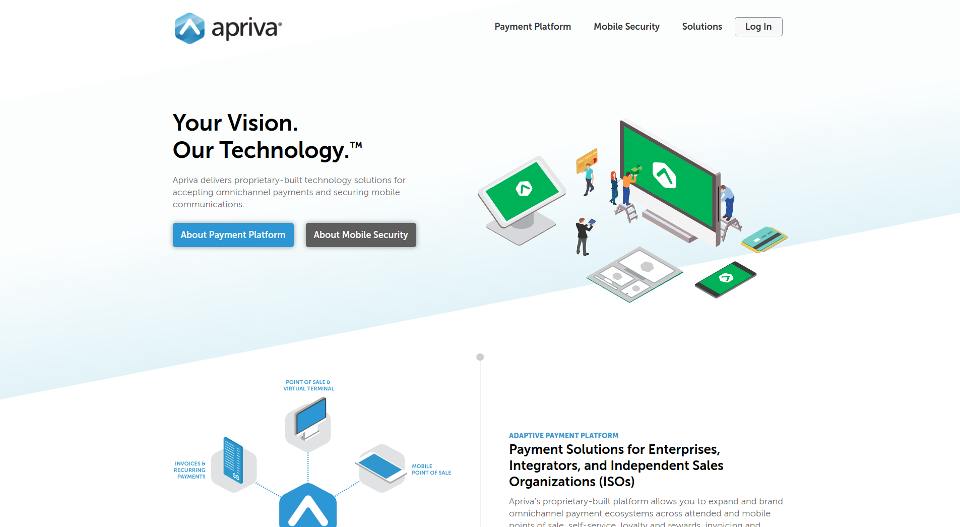 apriva®
Payment Platform
Mobile Security
Solutions
Log In
Your Vision.
Our Technology.™
Apriva delivers proprietary-built technology solutions for
accepting omnichannel payments and securing mobile
communications.
About Payment Platform
About Mobile Security
POINT OF SALE &
VIRTUAL TERMINAL
INVOICES &
RECURRING
PAYMENTS
MOBILE
POINT OF SALE
ADAPTIVE PAYMENT PLATFORM
Payment Solutions for Enterprises,
Integrators, and Independent Sales
Organizations (ISOs)
Apriva's proprietary-built platform allows you to expand and brand
omnichannel payment ecosystems across attended and mobile
points of sale, self-service, loyalty and rewards, invoicing and